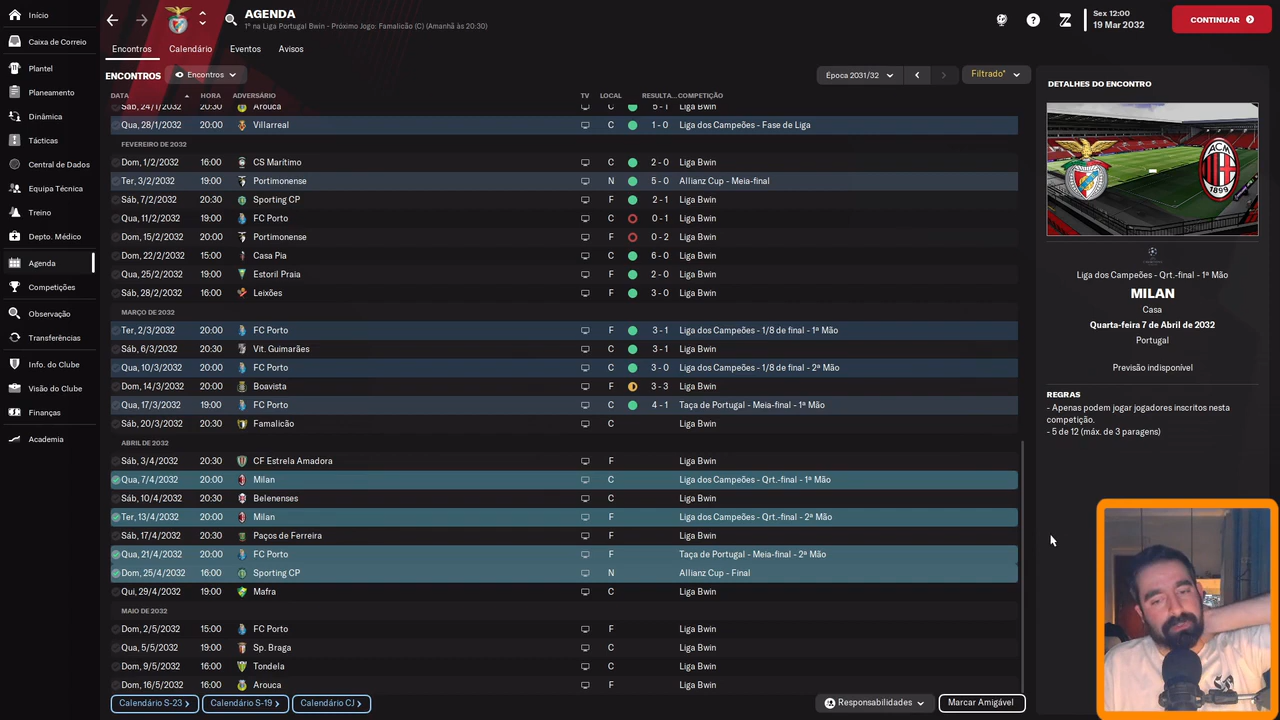 Início
Caixa de Correio
Plantel
Planeamento
Dinâmica
Tácticas
Central de Dados
Equipa Técnica
Treino
Depto. Médico
Agenda
Competições
Observação
Transferências
Info. do Clube
Visão do Clube
Finanças
Academia
AGENDA
1º na Liga Portugal Bwin - Próximo Jogo: Famalicão (C) (Amanhã às 20:30)
Sex 12:00
19 Mar 2032
CONTINUAR
Encontros Calendário Eventos Avisos
ENCONTROS Encontros Época 2031/32 Filtrado*
DATA HORA ADVERSÁRIO TV LOCAL RESULTA... COMPETIÇÃO
Sáb, 24/1/2032 20:30 Arouca C 5 - 1 Liga Bwin
Qua, 28/1/2032 20:00 Villarreal C 1 - 0 Liga dos Campeões - Fase de Liga
FEVEREIRO DE 2032
Dom, 1/2/2032 16:00 CS Marítimo C 2 - 0 Liga Bwin
Ter, 3/2/2032 19:00 Portimonense N 5 - 0 Allianz Cup - Meia-final
Sáb, 7/2/2032 20:30 Sporting CP F 2 - 1 Liga Bwin
Qua, 11/2/2032 19:00 FC Porto C 0 - 1 Liga Bwin
Dom, 15/2/2032 20:00 Portimonense F 0 - 2 Liga Bwin
Dom, 22/2/2032 15:00 Casa Pia C 6 - 0 Liga Bwin
Qua, 25/2/2032 19:00 Estoril Praia F 2 - 0 Liga Bwin
Sáb, 28/2/2032 16:00 Leixões F 3 - 0 Liga Bwin
MARÇO DE 2032
Ter, 2/3/2032 20:00 FC Porto F 3 - 1 Liga dos Campeões - 1/8 de final - 1ª Mão
Sáb, 6/3/2032 20:30 Vit. Guimarães C 3 - 1 Liga Bwin
Qua, 10/3/2032 20:00 FC Porto C 3 - 0 Liga dos Campeões - 1/8 de final - 2ª Mão
Dom, 14/3/2032 20:00 Boavista F 3 - 3 Liga Bwin
Qua, 17/3/2032 19:00 FC Porto C 4 - 1 Taça de Portugal - Meia-final - 1ª Mão
Sáb, 20/3/2032 20:30 Famalicão C Liga Bwin
ABRIL DE 2032
Sáb, 3/4/2032 20:30 CF Estrela Amadora F Liga Bwin
Qua, 7/4/2032 20:00 Milan C Liga dos Campeões - Qrt.-final - 1ª Mão
Sáb, 10/4/2032 20:30 Belenenses C Liga Bwin
Ter, 13/4/2032 20:00 Milan F Liga dos Campeões - Qrt.-final - 2ª Mão
Sáb, 17/4/2032 20:30 Paços de Ferreira F Liga Bwin
Qua, 21/4/2032 20:00 FC Porto F Taça de Portugal - Meia-final - 2ª Mão
Dom, 25/4/2032 16:00 Sporting CP N Allianz Cup - Final
Qui, 29/4/2032 19:00 Mafra C Liga Bwin
MAIO DE 2032
Dom, 2/5/2032 15:00 FC Porto F Liga Bwin
Qua, 5/5/2032 19:00 Sp. Braga C Liga Bwin
Dom, 9/5/2032 16:00 Tondela C Liga Bwin
Dom, 16/5/2032 16:00 Arouca F Liga Bwin
Calendário S-23 Calendário S-19 Calendário CJ Responsabilidades Marcar Amigável
DETALHES DO ENCONTRO
ACM
1899
Liga dos Campeões - Qrt.-final - 1ª Mão
MILAN
Casa
Quarta-feira 7 de Abril de 2032
Portugal
Previsão indisponível
REGRAS
- Apenas podem jogar jogadores inscritos nesta
competição.
- 5 de 12 (máx. de 3 paragens)